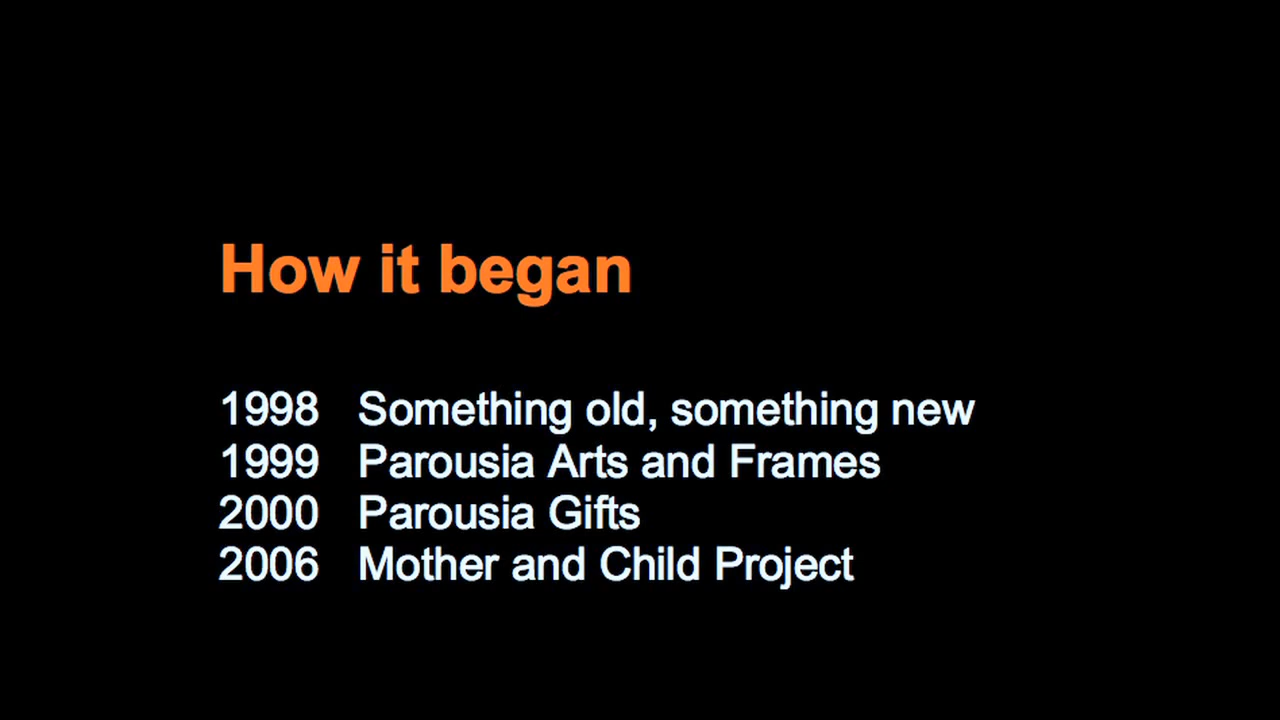 How it began
1998 Something old, something new
1999 Parousia Arts and Frames
2000 Parousia Gifts
2006 Mother and Child Project